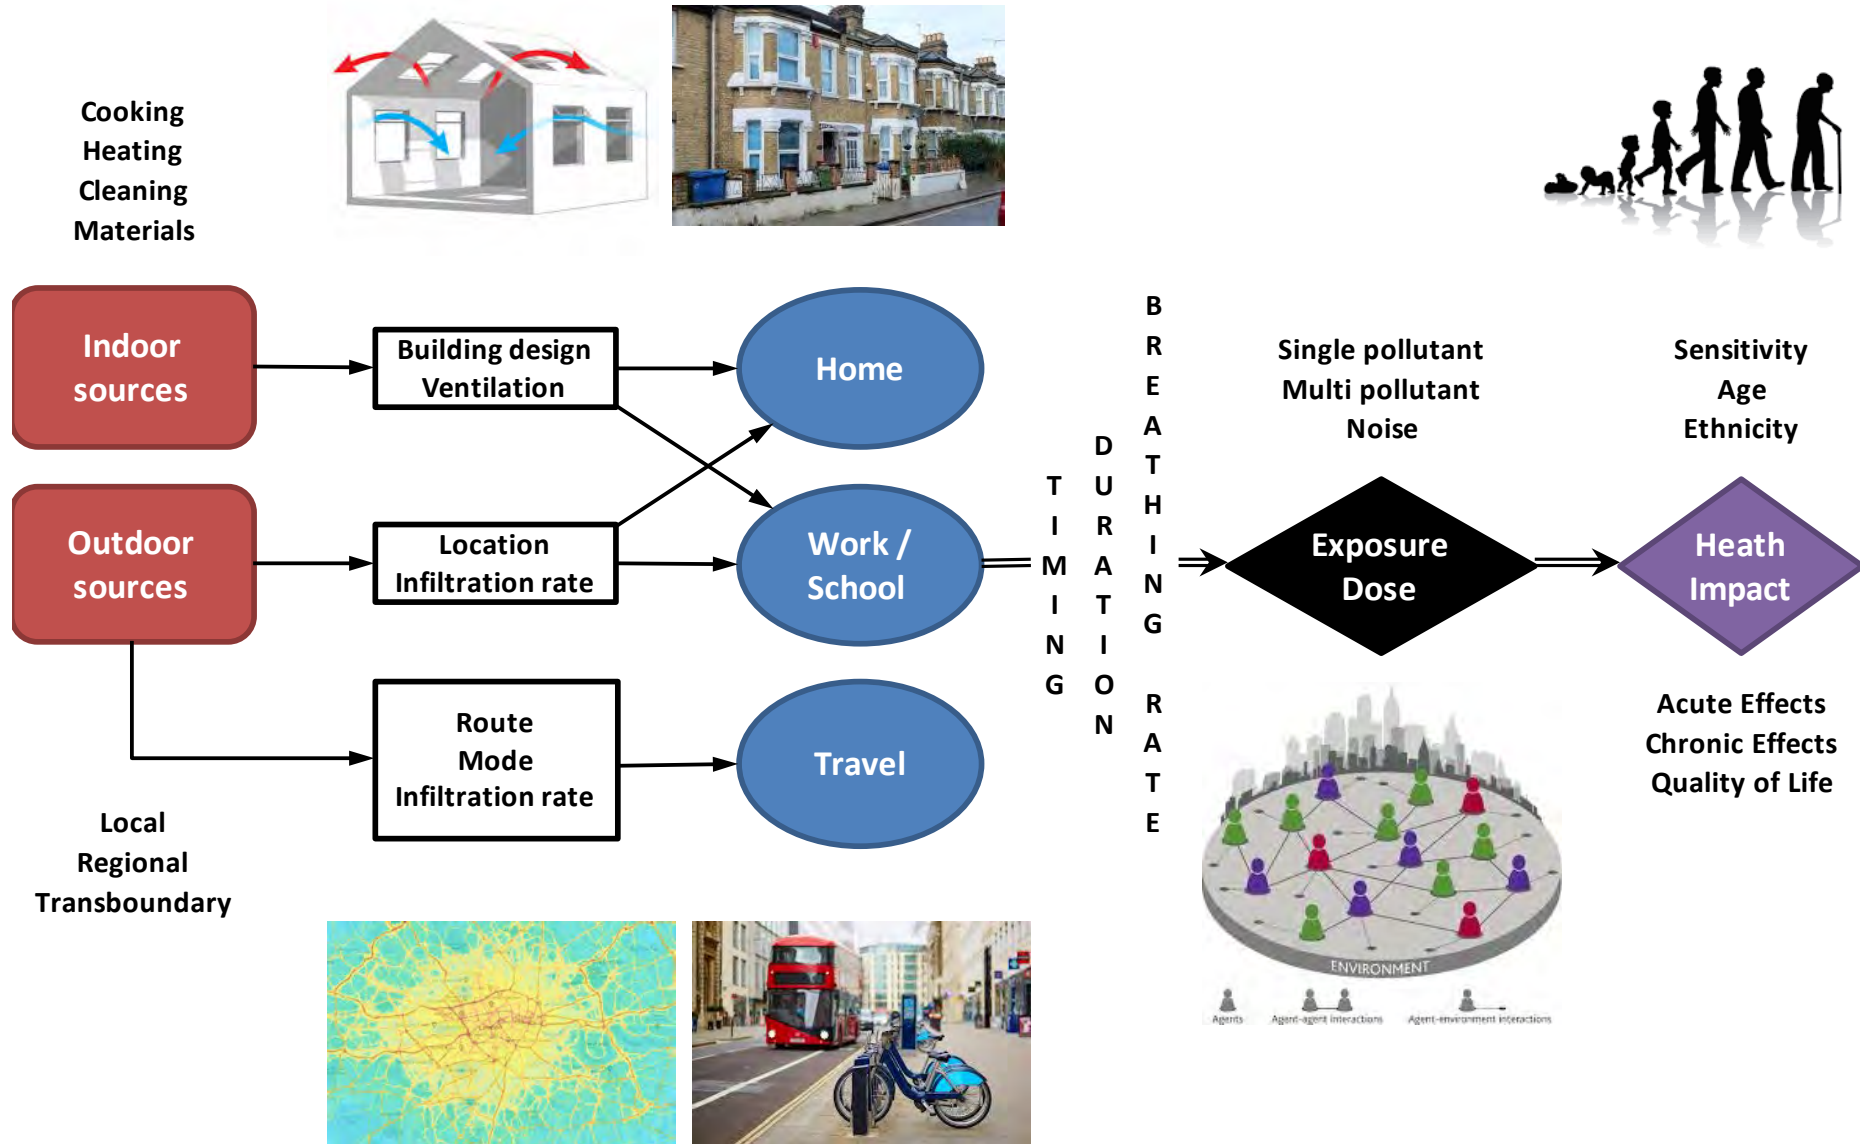 Cooking
Heating
Cleaning
Materials
Indoor
sources
Building design
Ventilation
Home
Outdoor
sources
Location
Infiltration rate
Work /
School
Route
Mode
Infiltration rate
Travel
Local
Regional
Transboundary
TIMING
DURATION
BREATHING RATE
Single pollutant
Multi pollutant
Noise
Exposure
Dose
Sensitivity
Age
Ethnicity
Heath
Impact
Acute Effects
Chronic Effects
Quality of Life
ENVIRONMENT
Agents
Agent-agent interactions
Agent-environment interactions